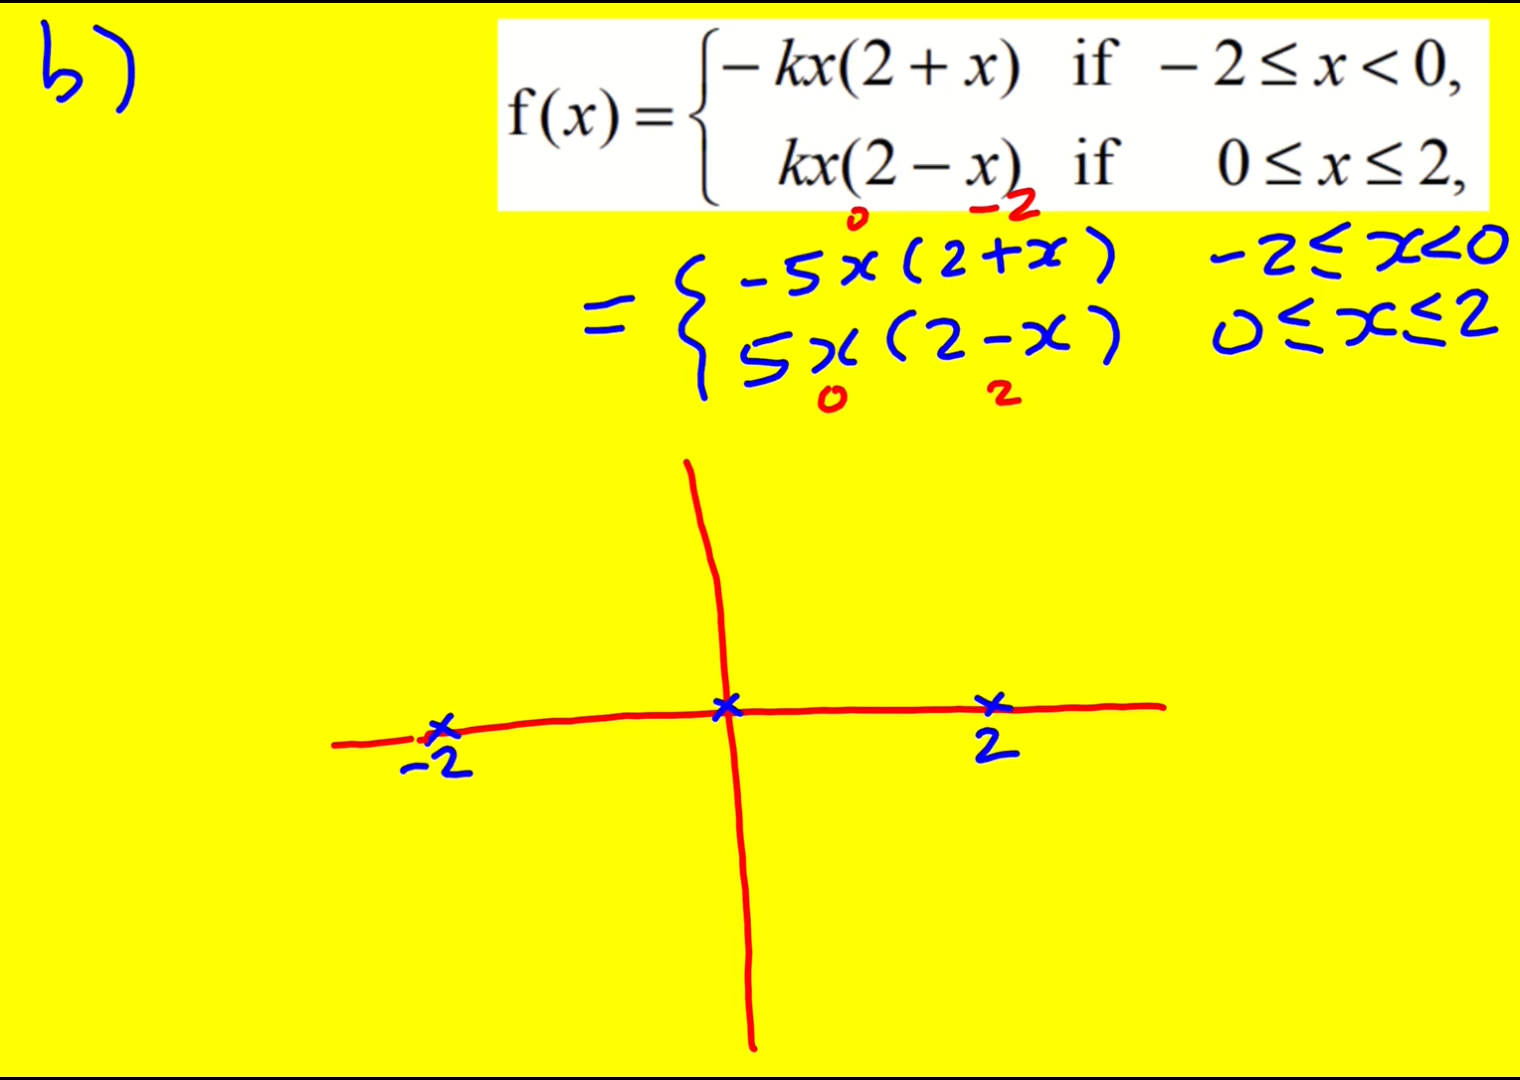 b)
f(x) = { - kx(2 + x) if - 2 ≤ x < 0,
kx(2 - x) if 0 ≤ x ≤ 2,
0 -2
= { -5x(2+x) -2≤x<0
5x(2-x) 0≤x≤2
0 2
-2 2